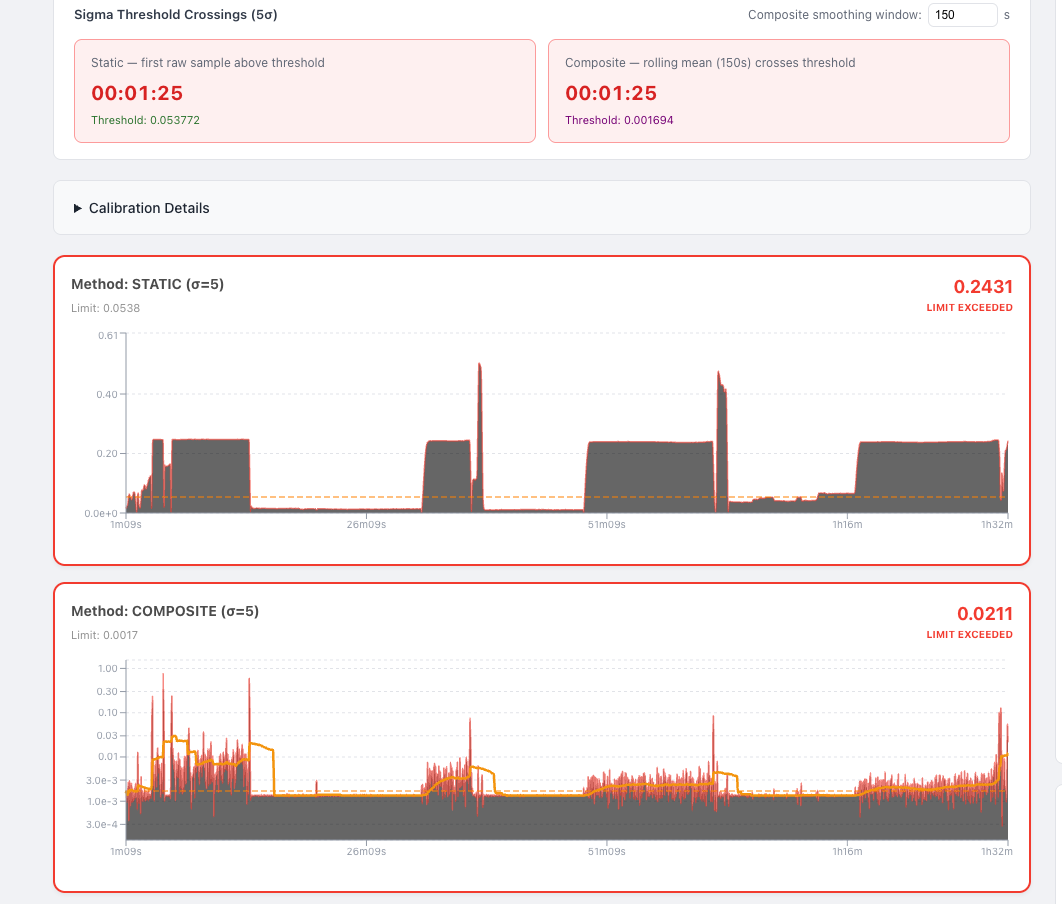 Sigma Threshold Crossings (5σ)
Composite smoothing window: 150 s
Static — first raw sample above threshold
00:01:25
Threshold: 0.053772
Composite — rolling mean (150s) crosses threshold
00:01:25
Threshold: 0.001694
Calibration Details
Method: STATIC (σ=5)
0.2431
Limit: 0.0538
LIMIT EXCEEDED
0.61
0.40
0.20
0.0e+0
1m09s
26m09s
51m09s
1h16m
1h32m
Method: COMPOSITE (σ=5)
0.0211
Limit: 0.0017
LIMIT EXCEEDED
1.00
0.30
0.10
0.03
0.01
3.0e-3
1.0e-3
3.0e-4
1m09s
26m09s
51m09s
1h16m
1h32m